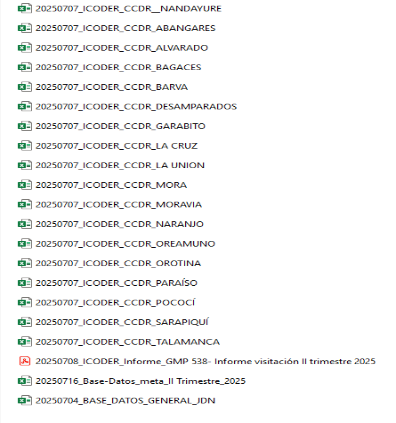 20250707_ICODER_CCDR__NANDAYURE
20250707_ICODER_CCDR_ABANGARES
20250707_ICODER_CCDR_ALVARADO
20250707_ICODER_CCDR_BAGACES
20250707_ICODER_CCDR_BARVA
20250707_ICODER_CCDR_DESAMPARADOS
20250707_ICODER_CCDR_GARABITO
20250707_ICODER_CCDR_LA CRUZ
20250707_ICODER_CCDR_LA UNION
20250707_ICODER_CCDR_MORA
20250707_ICODER_CCDR_MORAVIA
20250707_ICODER_CCDR_NARANJO
20250707_ICODER_CCDR_OREAMUNO
20250707_ICODER_CCDR_OROTINA
20250707_ICODER_CCDR_PARAÍSO
20250707_ICODER_CCDR_POCOCÍ
20250707_ICODER_CCDR_SARAPIQUÍ
20250707_ICODER_CCDR_TALAMANCA
20250708_ICODER_Informe_GMP 538- Informe visitación II trimestre 2025
20250716_Base-Datos_meta_II Trimestre_2025
20250704_BASE_DATOS_GENERAL_JDN